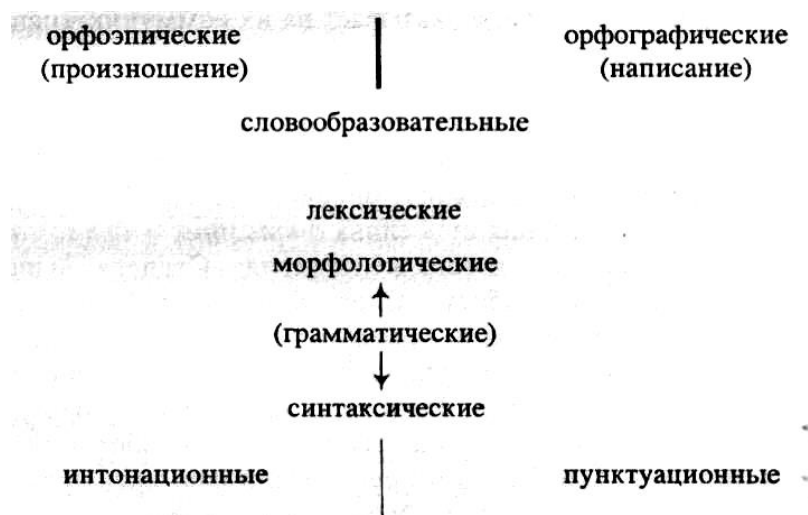 орфоэпические
(произношение)
орфографические
(написание)
словообразовательные
лексические
морфологические
(грамматические)
синтаксические
интонационные
пунктуационные